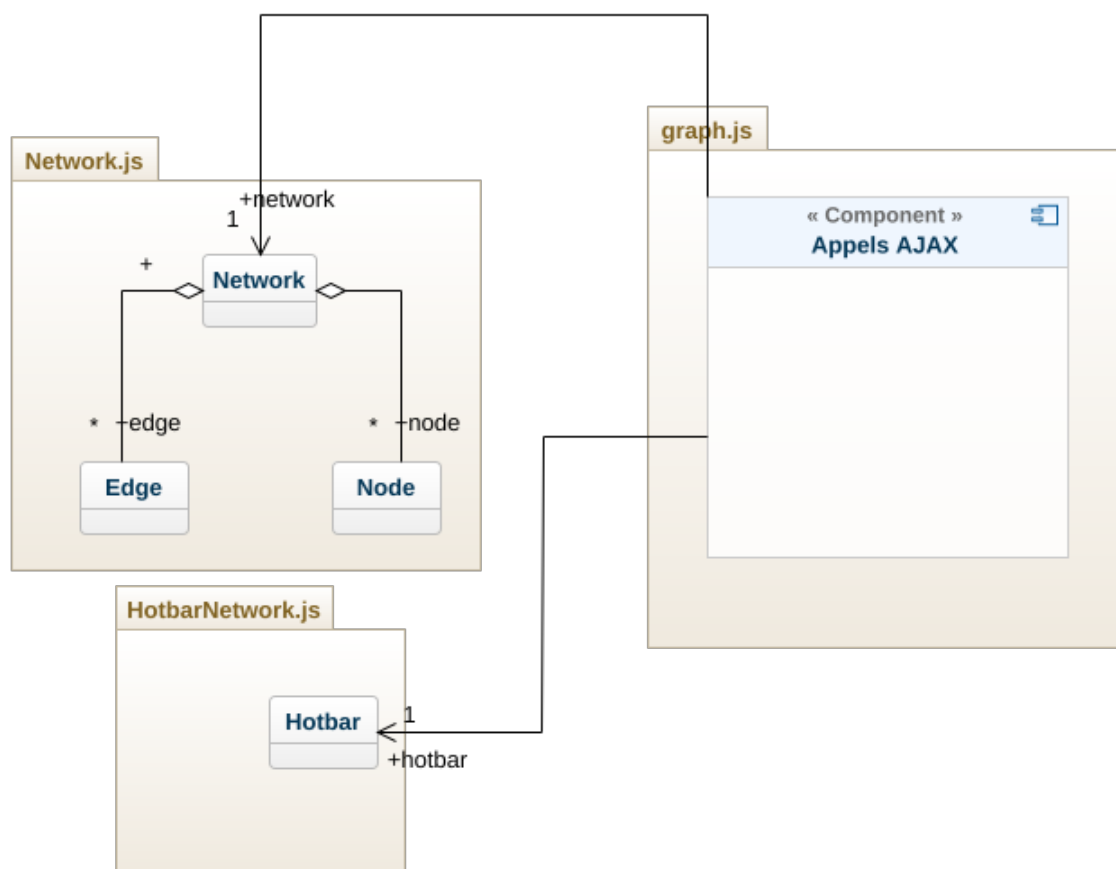 graph.js
Network.js
« Component »
Appels AJAX
+network
1
+
Network
* +edge
* +node
Edge
Node
HotbarNetwork.js
Hotbar
1
+hotbar